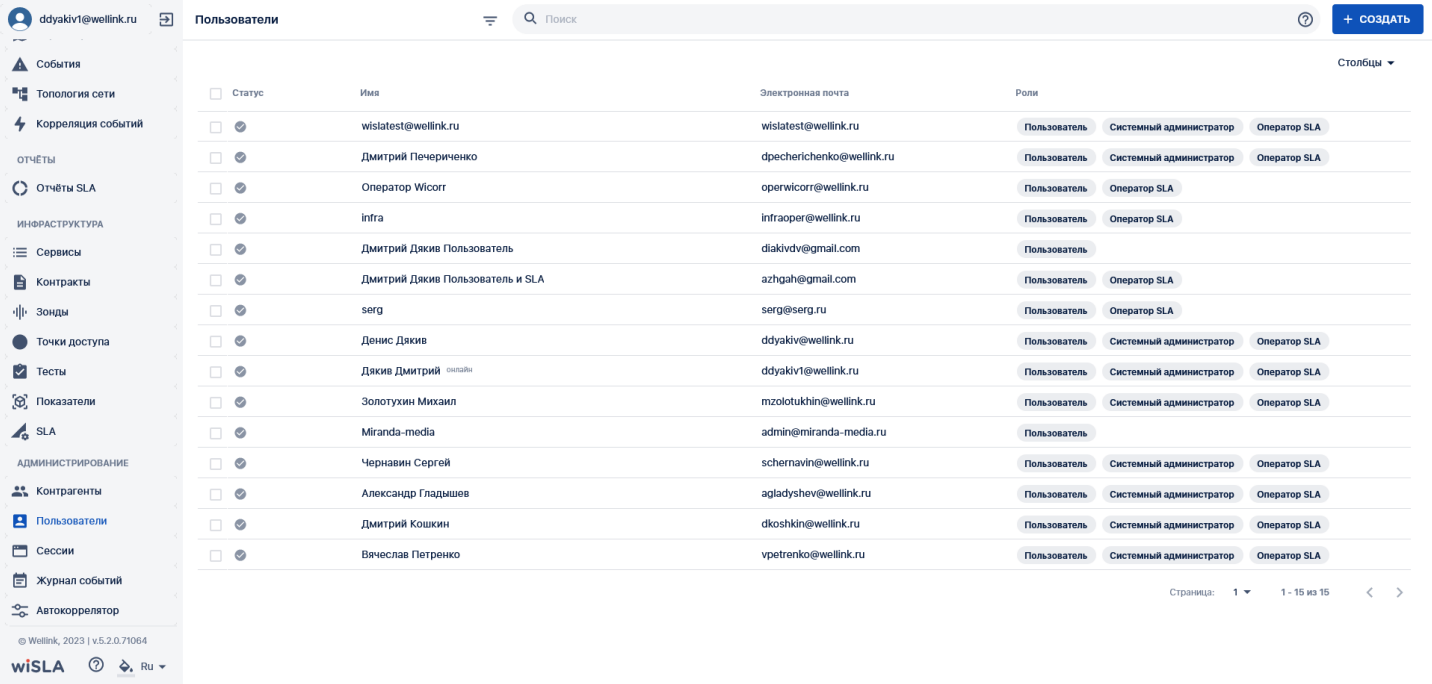 ddyakiv1@wellink.ru
События
Топология сети
Корреляция событий
ОТЧЁТЫ
Отчёты SLA
ИНФРАСТРУКТУРА
Сервисы
Контракты
Зонды
Точки доступа
Тесты
Показатели
SLA
АДМИНИСТРИРОВАНИЕ
Контрагенты
Пользователи
Сессии
Журнал событий
Автокоррелятор
© Wellink, 2023 | v.5.2.0.71064
wiSLA Ru
Пользователи Поиск + СОЗДАТЬ
Столбцы
Статус Имя Электронная почта Роли
wislatest@wellink.ru wislatest@wellink.ru Пользователь Системный администратор Оператор SLA
Дмитрий Печериченко dpecherichenko@wellink.ru Пользователь Системный администратор Оператор SLA
Оператор Wicorr operwicorr@wellink.ru Пользователь Оператор SLA
infra infraoper@wellink.ru Пользователь Оператор SLA
Дмитрий Дякив Пользователь diakivdv@gmail.com Пользователь
Дмитрий Дякив Пользователь и SLA azhgah@gmail.com Пользователь Оператор SLA
serg serg@serg.ru Пользователь Оператор SLA
Денис Дякив ddyakiv@wellink.ru Пользователь Системный администратор Оператор SLA
Дякив Дмитрий онлайн ddyakiv1@wellink.ru Пользователь Системный администратор Оператор SLA
Золотухин Михаил mzolotukhin@wellink.ru Пользователь Системный администратор Оператор SLA
Miranda-media admin@miranda-media.ru Пользователь
Чернавин Сергей schernavin@wellink.ru Пользователь Системный администратор Оператор SLA
Александр Гладышев agladyshev@wellink.ru Пользователь Системный администратор Оператор SLA
Дмитрий Кошкин dkoshkin@wellink.ru Пользователь Системный администратор Оператор SLA
Вячеслав Петренко vpetrenko@wellink.ru Пользователь Системный администратор Оператор SLA
Страница: 1 1 - 15 из 15